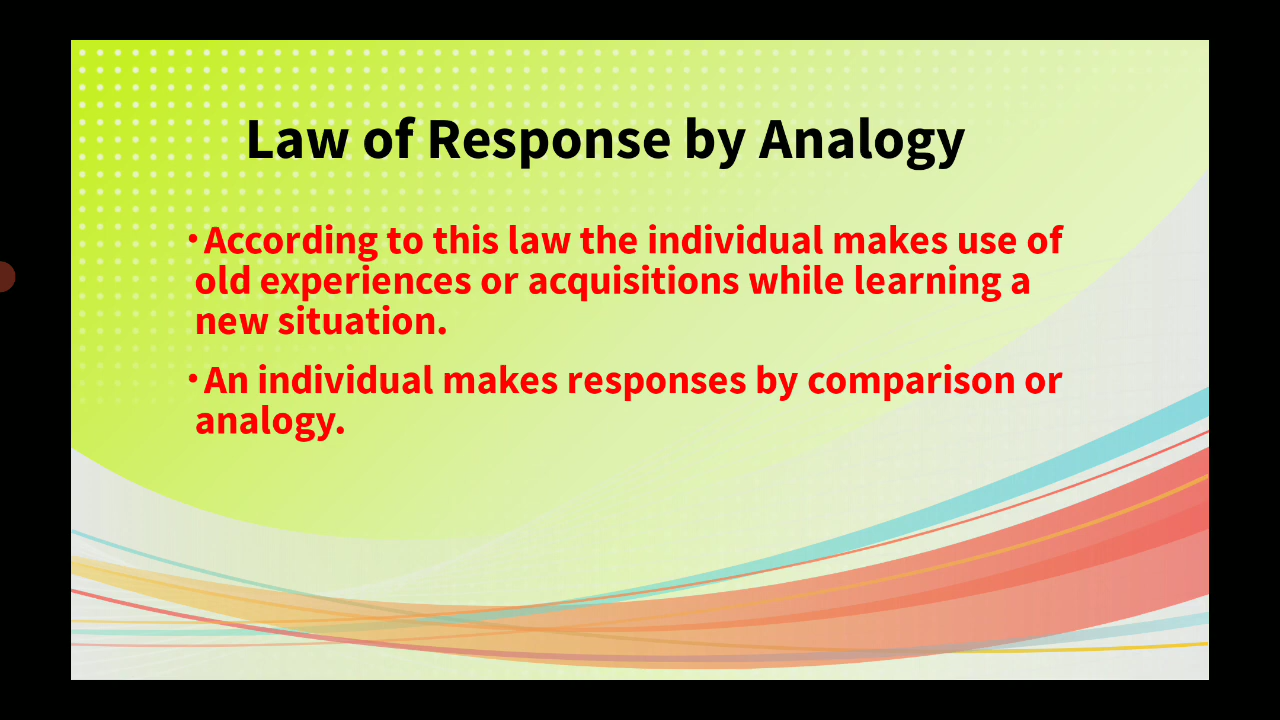 Law of Response by Analogy
•According to this law the individual makes use of
old experiences or acquisitions while learning a
new situation.
•An individual makes responses by comparison or
analogy.